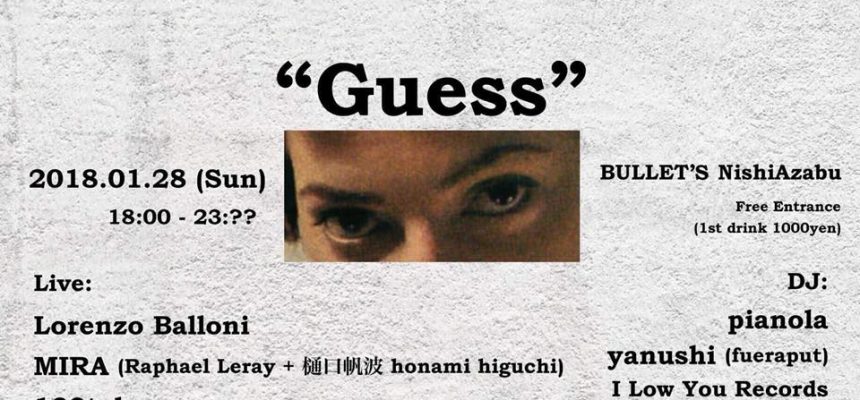 “Guess”
2018.01.28 (Sun)
18:00 - 23:??
BULLET’S NishiAzabu
Free Entrance
(1st drink 1000yen)
Live:
Lorenzo Balloni
MIRA (Raphael Leray + 樋口帆波 honami higuchi)
DJ:
pianola
yanushi (fueraput)
I Low You Records